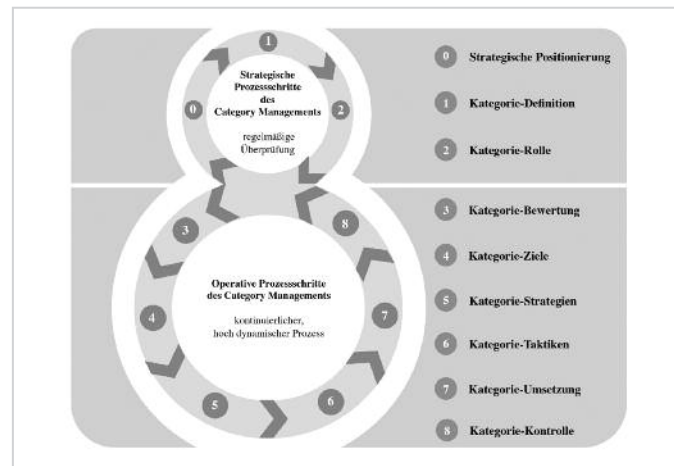 1
Strategische
Prozessschritte
des
Category Managements
0
2
regelmäßige
Überprüfung
3
8
Operative Prozessschritte
des Category Managements
4
7
kontinuierlicher,
hoch dynamischer Prozess
5
6
0 Strategische Positionierung
1 Kategorie-Definition
2 Kategorie-Rolle
3 Kategorie-Bewertung
4 Kategorie-Ziele
5 Kategorie-Strategien
6 Kategorie-Taktiken
7 Kategorie-Umsetzung
8 Kategorie-Kontrolle